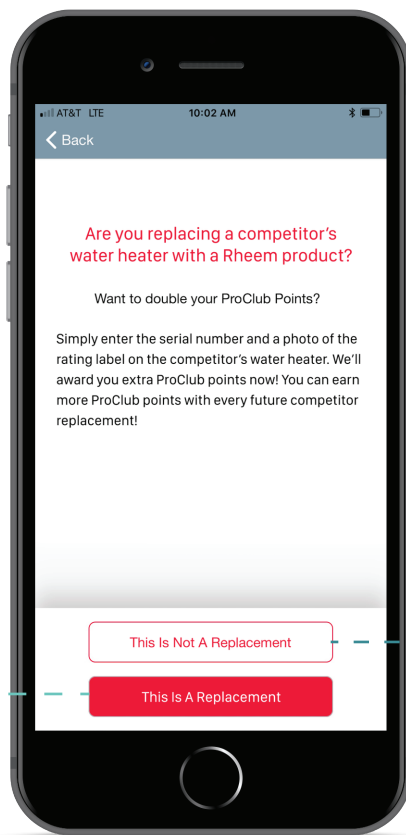 AT&T LTE 10:02 AM
Back
Are you replacing a competitor's
water heater with a Rheem product?
Want to double your ProClub Points?
Simply enter the serial number and a photo of the
rating label on the competitor's water heater. We'll
award you extra ProClub points now! You can earn
more ProClub points with every future competitor
replacement!
This Is Not A Replacement
This Is A Replacement